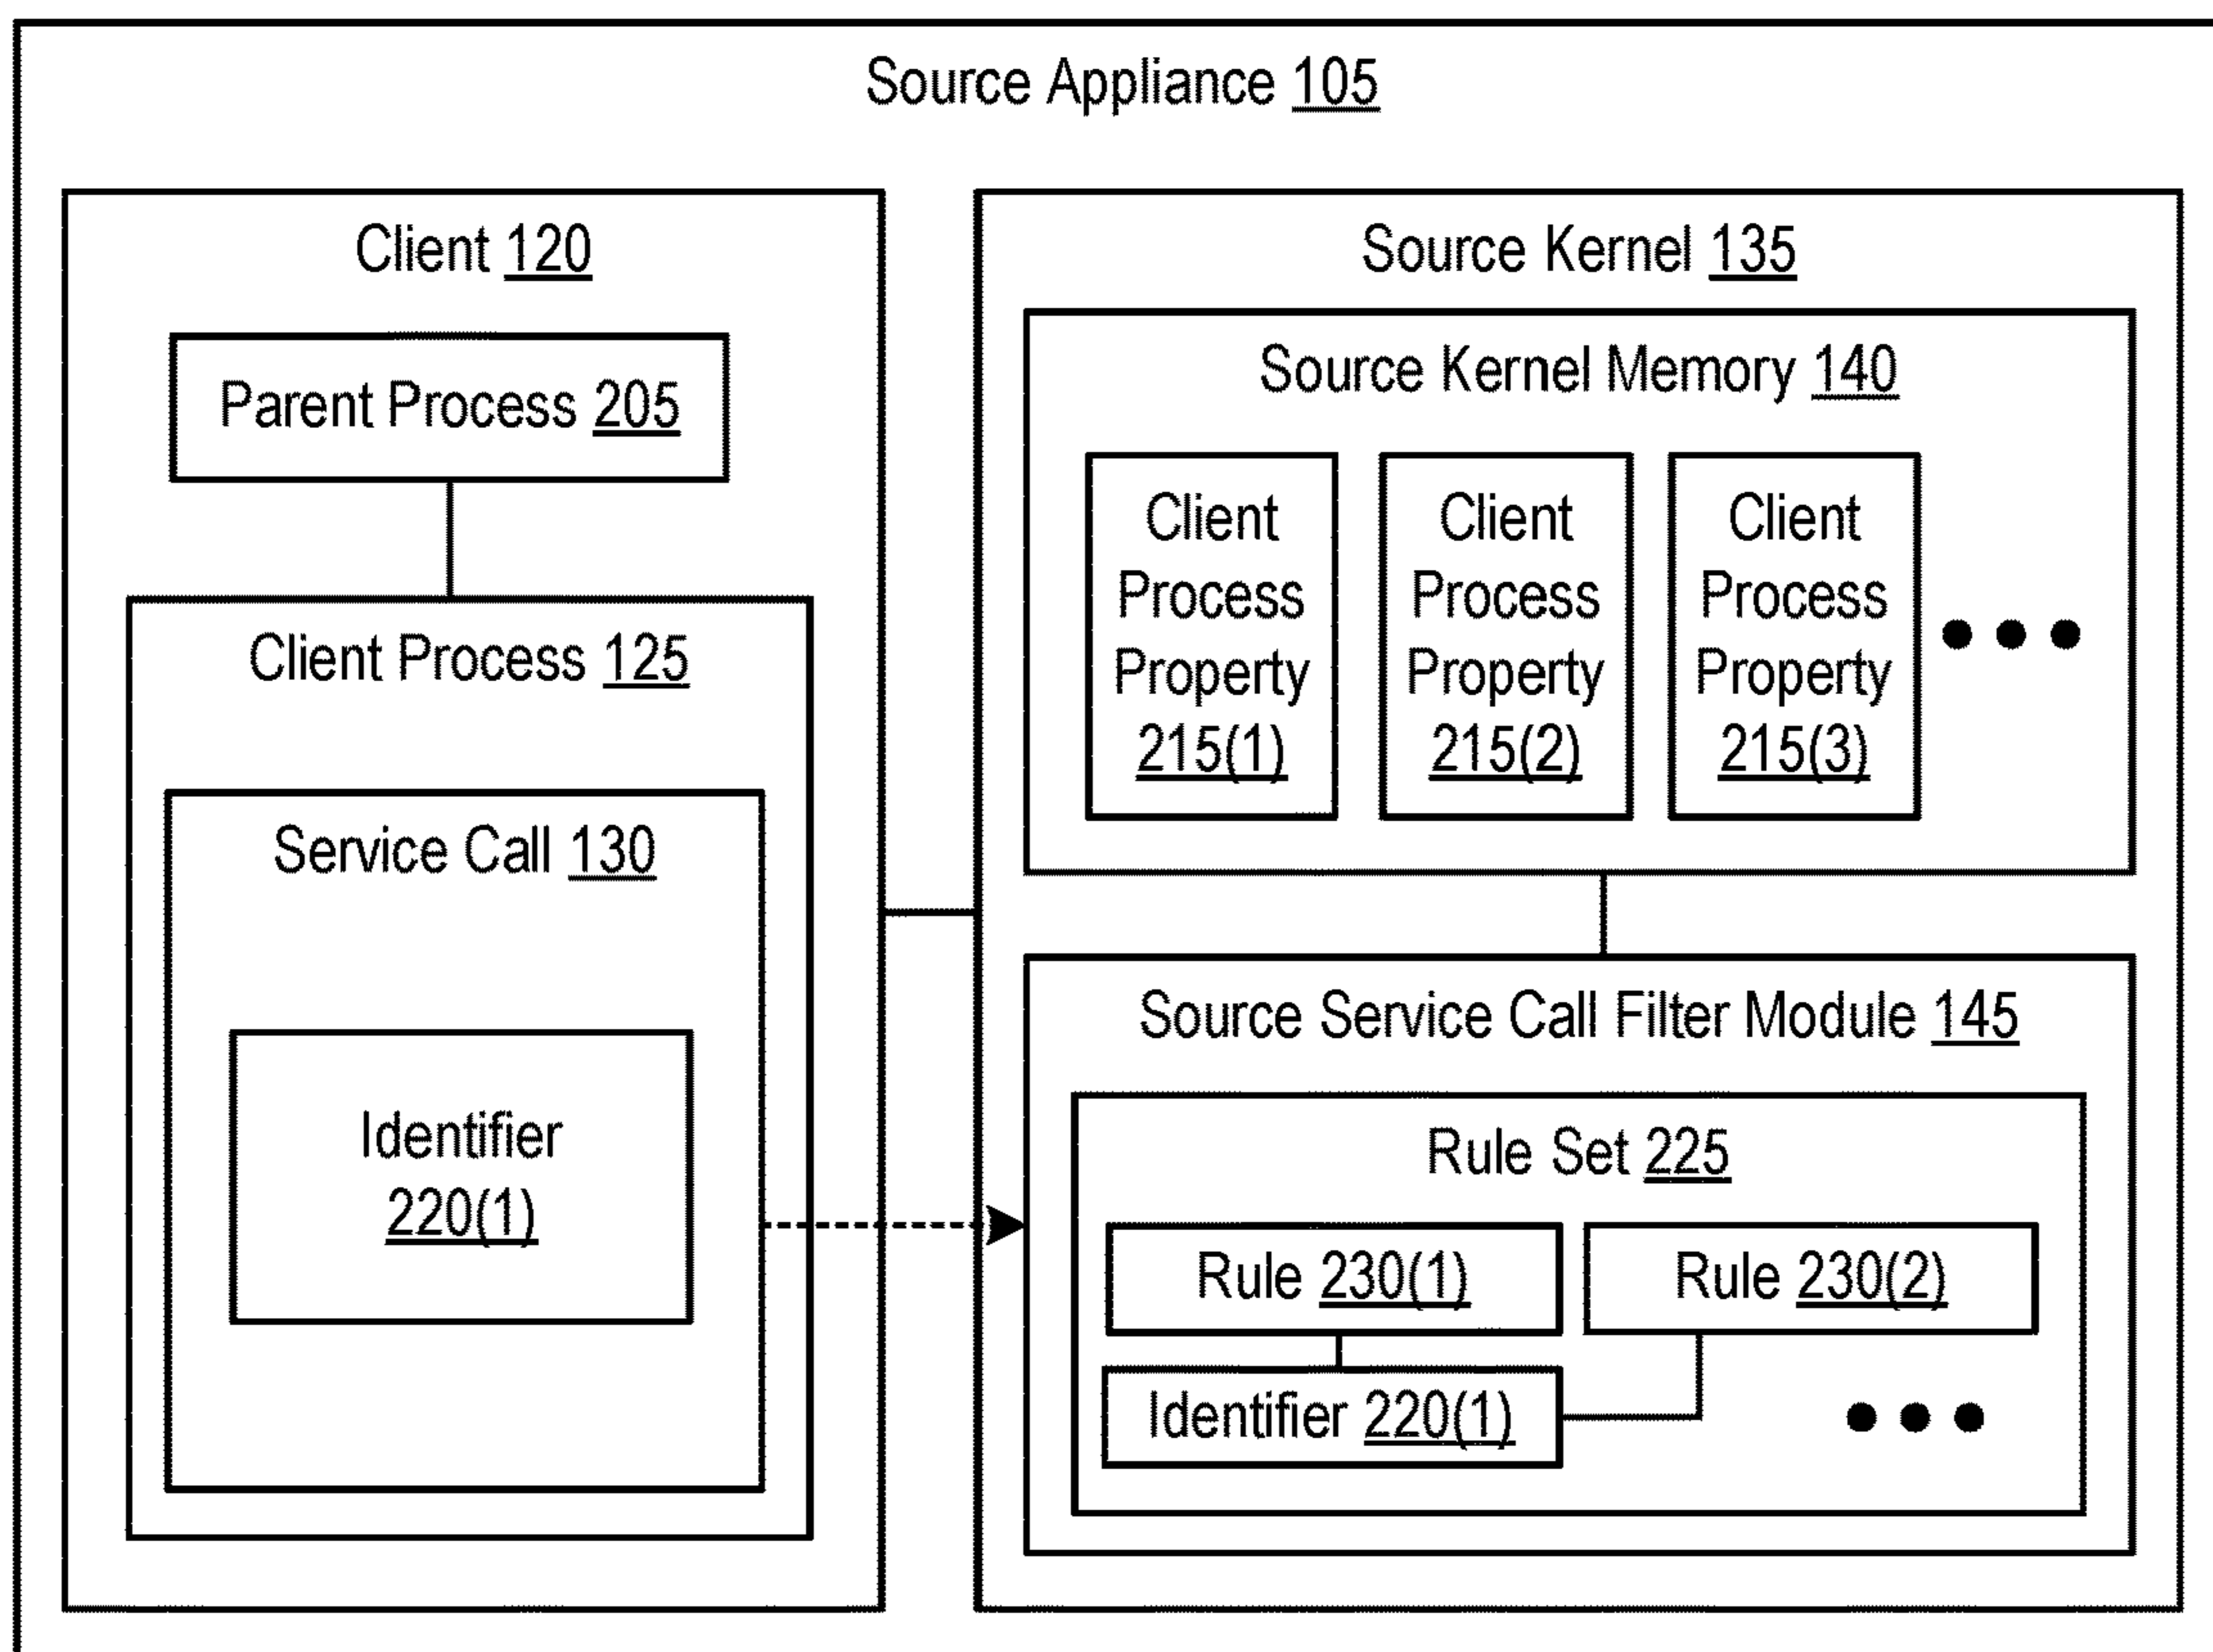 Source Appliance 105
Client 120
Parent Process 205
Client Process 125
Service Call 130
Identifier
220(1)
Source Kernel 135
Source Kernel Memory 140
Client
Process
Property
215(1)
Client
Process
Property
215(2)
Client
Process
Property
215(3)
Source Service Call Filter Module 145
Rule Set 225
Rule 230(1)
Rule 230(2)
Identifier 220(1)